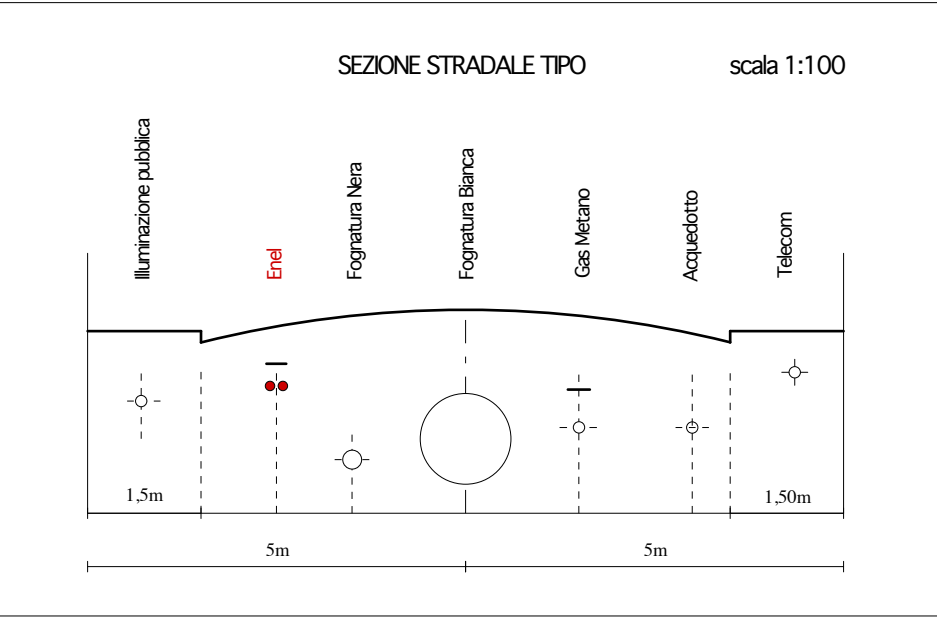 SEZIONE STRADALE TIPO
scala 1:100
Illuminazione pubblica
Enel
Fognatura Nera
Fognatura Bianca
Gas Metano
Acquedotto
Telecom
1,5m
1,50m
5m
5m